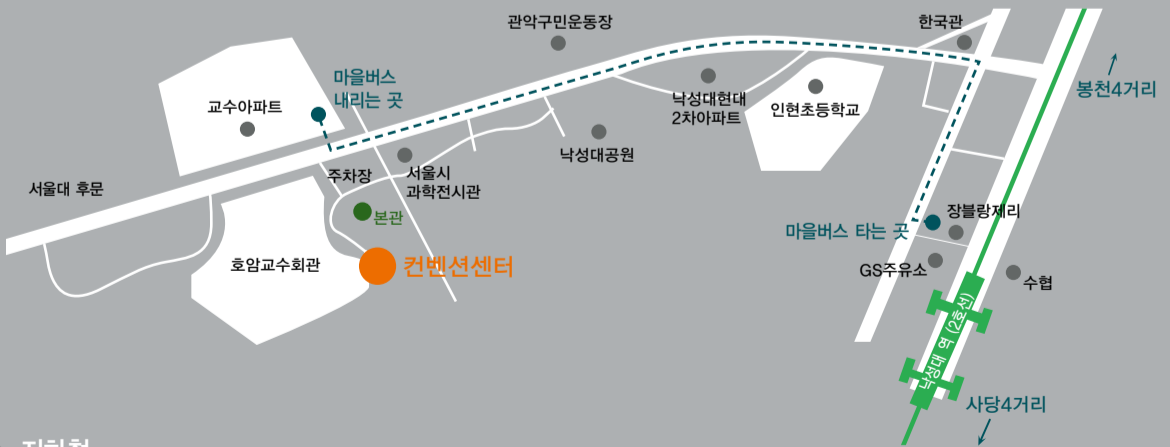 관악구민운동장
한국관
마을버스
내리는 곳
봉천4거리
교수아파트
낙성대현대
2차아파트
인현초등학교
낙성대공원
서울대 후문
주차장
서울시
과학전시관
본관
장블랑제리
마을버스 타는 곳
호암교수회관
컨벤션센터
GS주유소
수협
낙성대 역 (2호선)
사당4거리